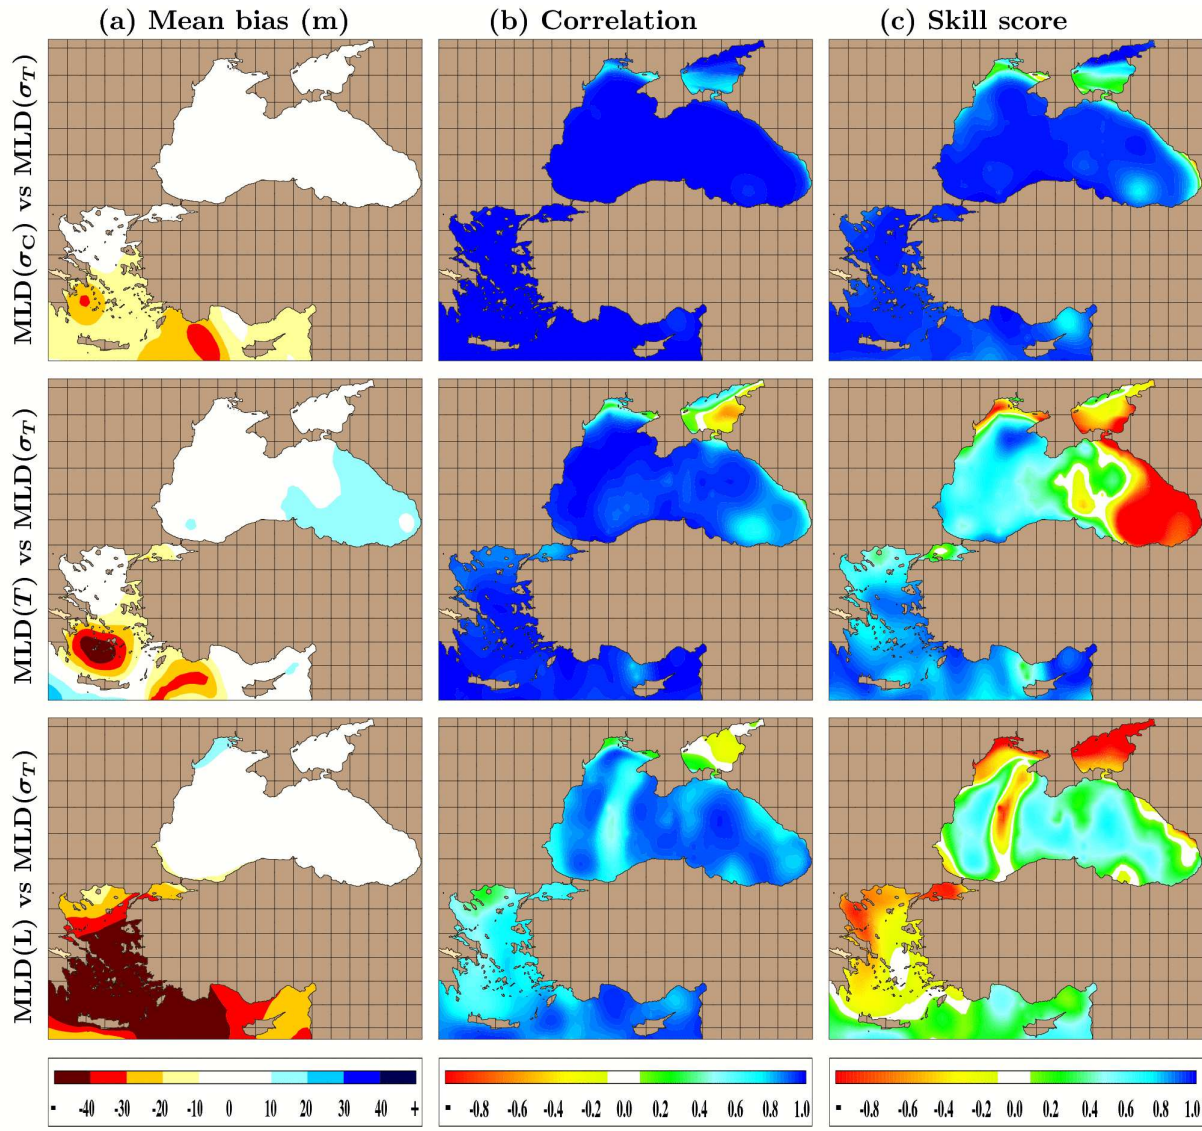 (a) Mean bias (m)
(b) Correlation
(c) Skill score
MLD(σC) vs MLD(σT)
MLD(T) vs MLD(σT)
MLD(L) vs MLD(σT)
- -40 -30 -20 -10 0 10 20 30 40 +
- -0.8 -0.6 -0.4 -0.2 0.0 0.2 0.4 0.6 0.8 1.0
- -0.8 -0.6 -0.4 -0.2 0.0 0.2 0.4 0.6 0.8 1.0